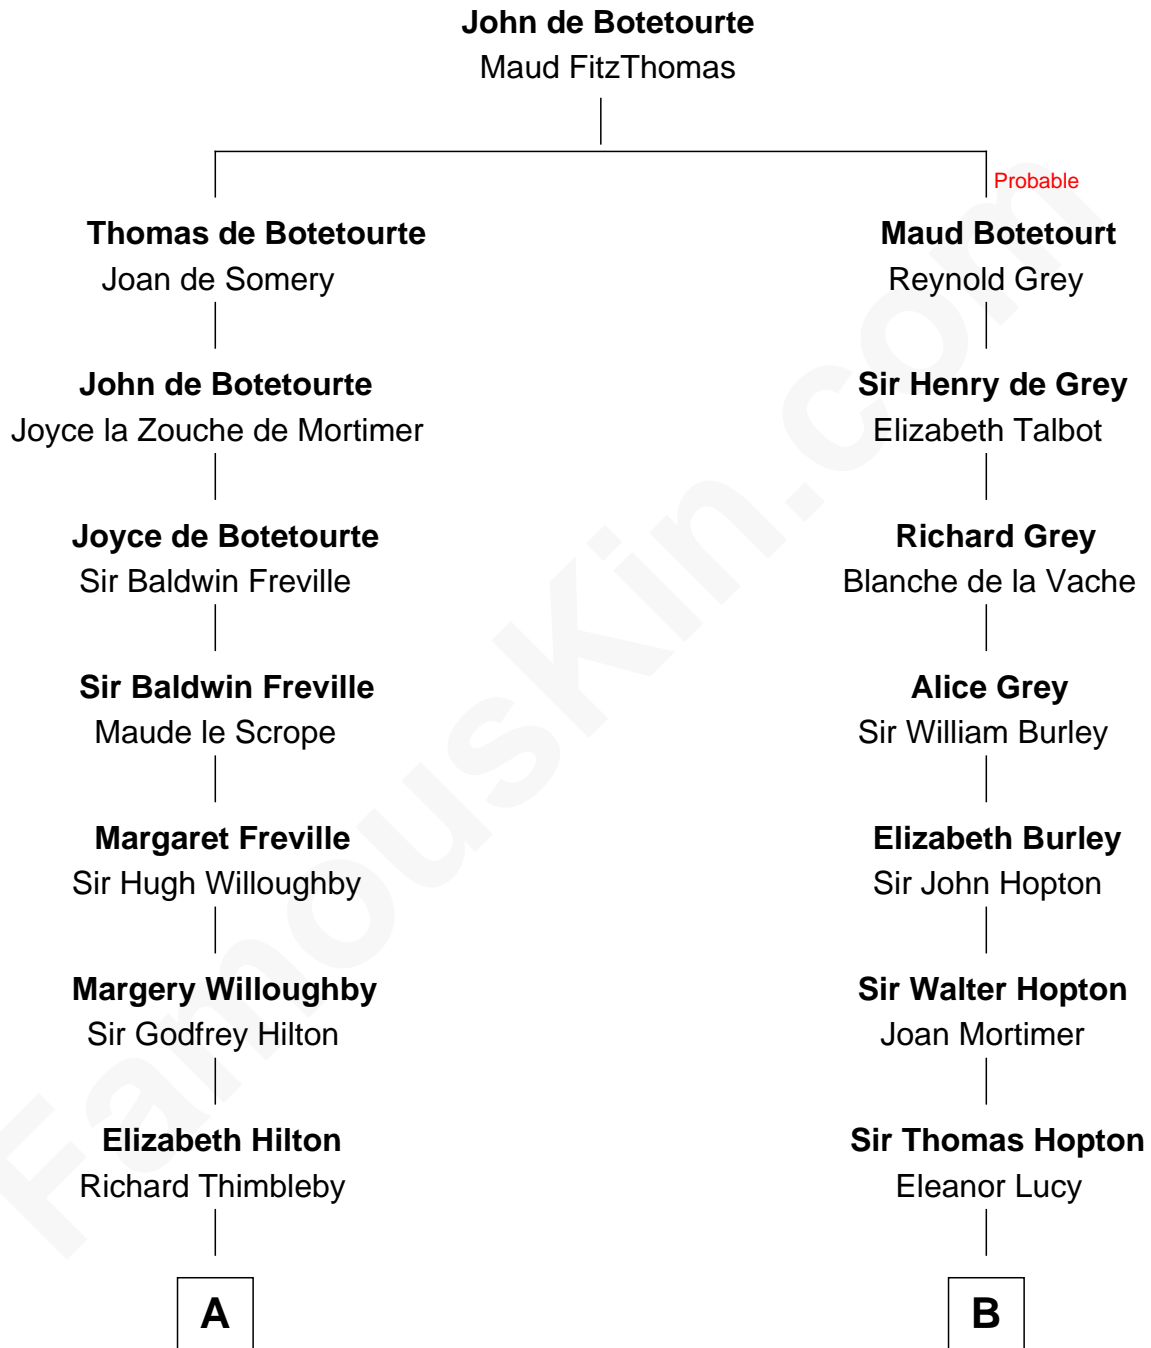 John de Botetourte
Maud FitzThomas
Probable
Thomas de Botetourte
Joan de Somery
John de Botetourte
Joyce la Zouche de Mortimer
Joyce de Botetourte
Sir Baldwin Freville
Sir Baldwin Freville
Maude le Scrope
Margaret Freville
Sir Hugh Willoughby
Margery Willoughby
Sir Godfrey Hilton
Elizabeth Hilton
Richard Thimbleby
A
Maud Botetourt
Reynold Grey
Sir Henry de Grey
Elizabeth Talbot
Richard Grey
Blanche de la Vache
Alice Grey
Sir William Burley
Elizabeth Burley
Sir John Hopton
Sir Walter Hopton
Joan Mortimer
Sir Thomas Hopton
Eleanor Lucy
B
FamousKin.com